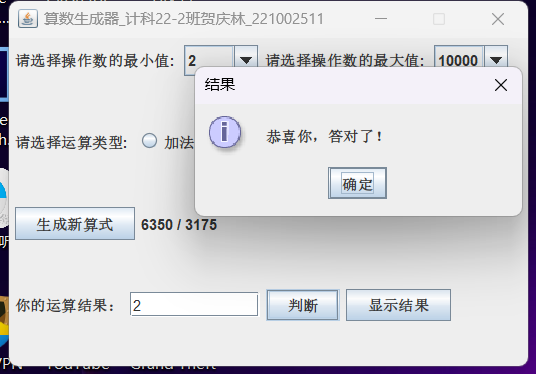 算数生成器_计科22-2班贺庆林_221002511
请选择操作数的最小值: 2 请选择操作数的最大值: 10000
结果
恭喜你，答对了！
确定
请选择运算类型: 加法
生成新算式 6350 / 3175
你的运算结果： 2 判断 显示结果
YouTube Grand Theft